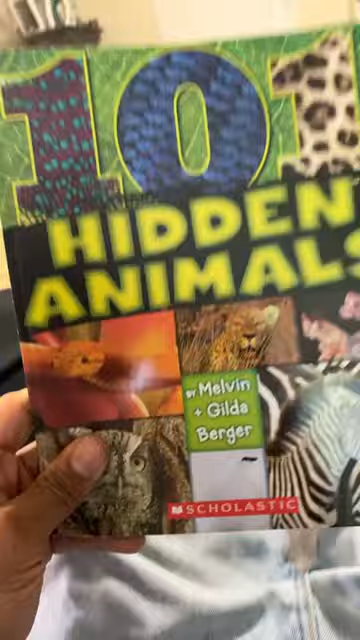 101
HIDDEN
ANIMALS
BY Melvin
+ Gilda
Berger
SCHOLASTIC